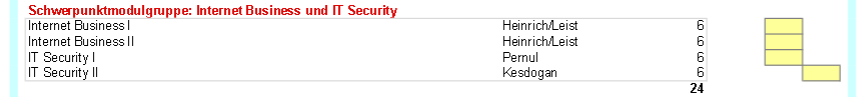 Schwerpunktmodulgruppe: Internet Business und IT Security
Internet Business I Heinrich/Leist 6
Internet Business II Heinrich/Leist 6
IT Security I Pernul 6
IT Security II Kesdogan 6
24